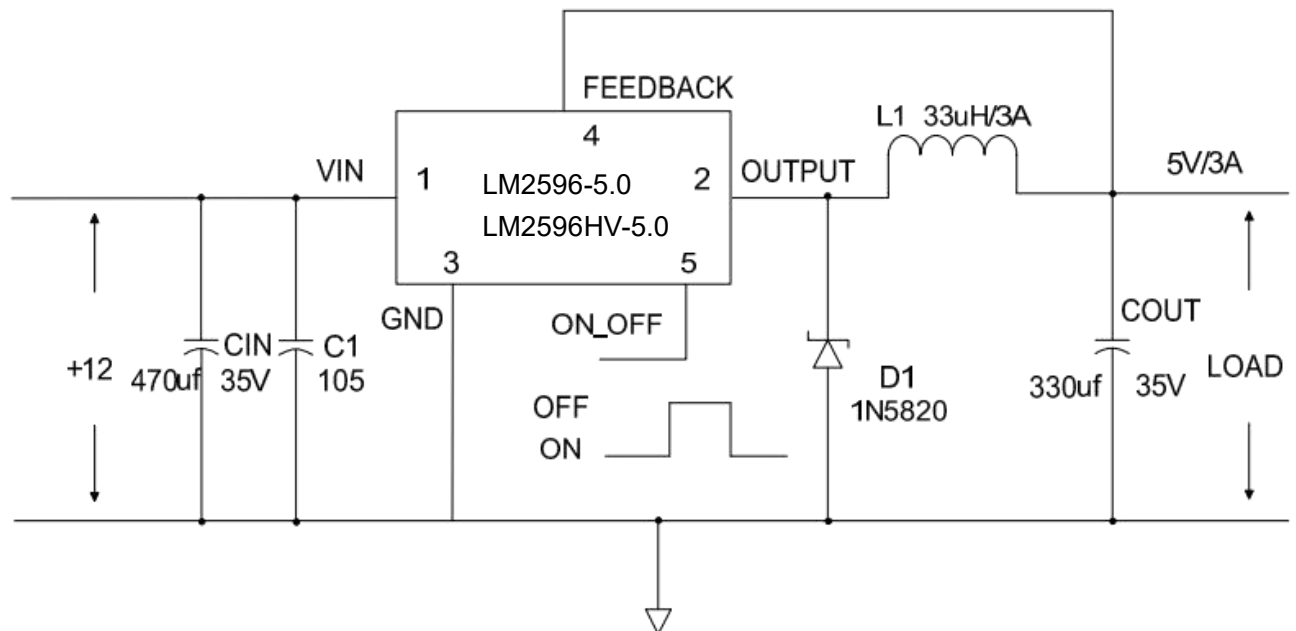 FEEDBACK
L1 33uH/3A
4
VIN
1
LM2596-5.0
2
OUTPUT
5V/3A
LM2596HV-5.0
3
5
GND
ON_OFF
COUT
CIN
C1
+12
470uf
35V
105
D1
330uf
35V
LOAD
1N5820
OFF
ON